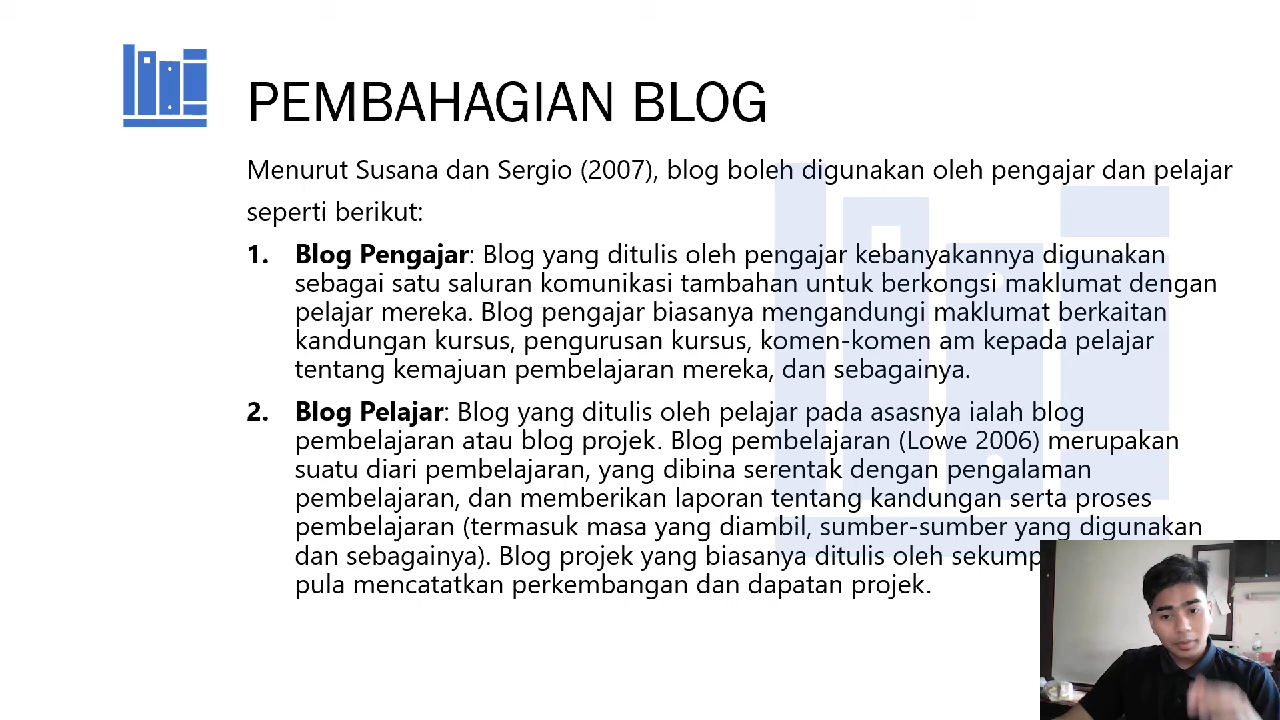 PEMBAHAGIAN BLOG
Menurut Susana dan Sergio (2007), blog boleh digunakan oleh pengajar dan pelajar
seperti berikut:
1. Blog Pengajar: Blog yang ditulis oleh pengajar kebanyakannya digunakan
sebagai satu saluran komunikasi tambahan untuk berkongsi maklumat dengan
pelajar mereka. Blog pengajar biasanya mengandungi maklumat berkaitan
kandungan kursus, pengurusan kursus, komen-komen am kepada pelajar
tentang kemajuan pembelajaran mereka, dan sebagainya.
2. Blog Pelajar: Blog yang ditulis oleh pelajar pada asasnya ialah blog
pembelajaran atau blog projek. Blog pembelajaran (Lowe 2006) merupakan
suatu diari pembelajaran, yang dibina serentak dengan pengalaman
pembelajaran, dan memberikan laporan tentang kandungan serta proses
pembelajaran (termasuk masa yang diambil, sumber-sumber yang digunakan
dan sebagainya). Blog projek yang biasanya ditulis oleh
pula mencatatkan perkembangan dan dapatan projek.